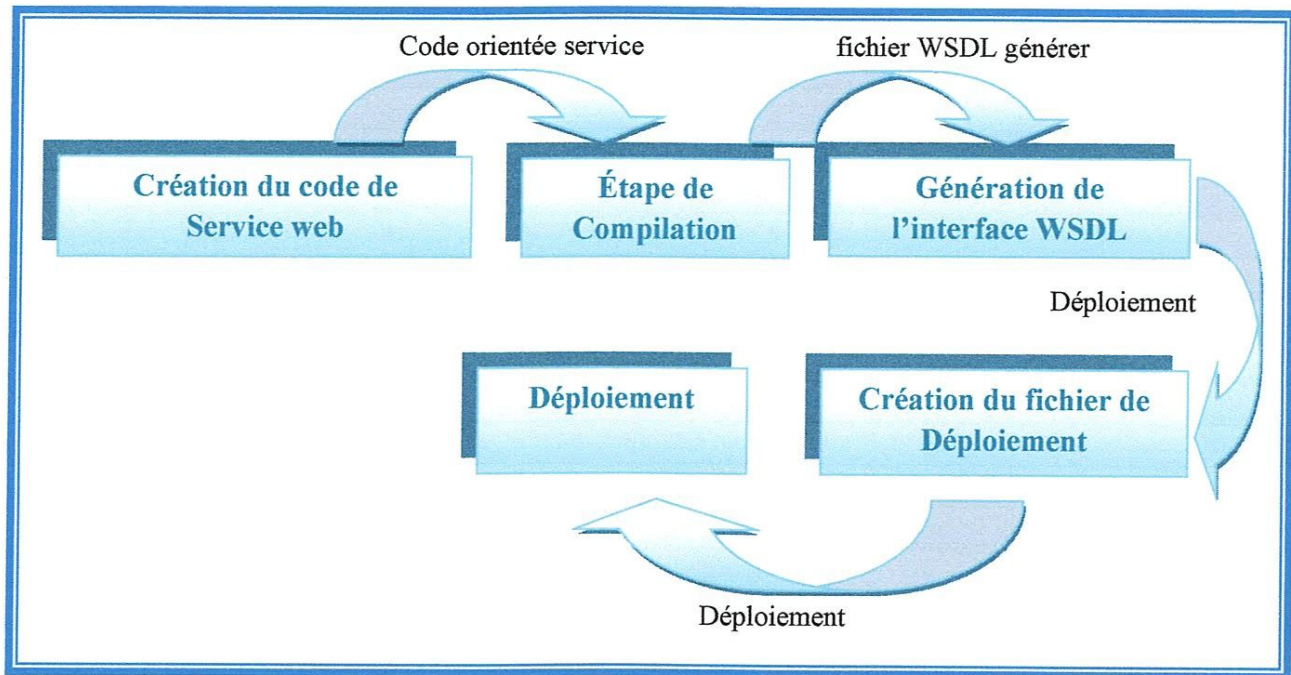 Code orientée service
fichier WSDL générer
Création du code de
Service web
Étape de
Compilation
Génération de
l'interface WSDL
Déploiement
Création du fichier de
Déploiement
Déploiement
Déploiement